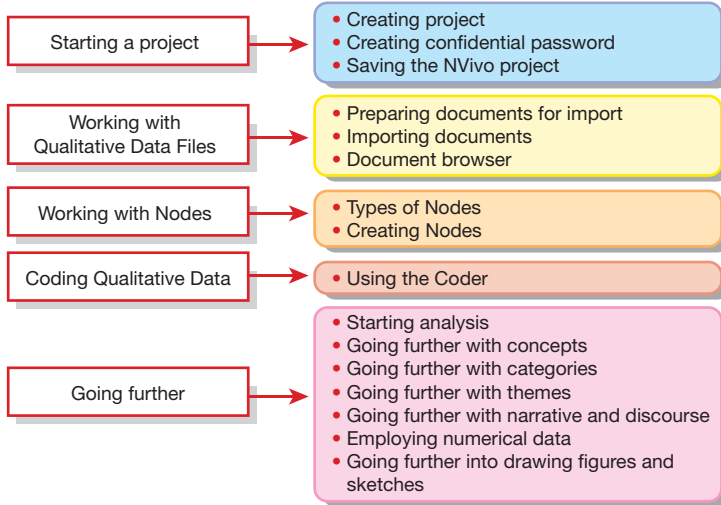 Starting a project
• Creating project
• Creating confidential password
• Saving the NVivo project
Working with
Qualitative Data Files
• Preparing documents for import
• Importing documents
• Document browser
Working with Nodes
• Types of Nodes
• Creating Nodes
Coding Qualitative Data
• Using the Coder
Going further
• Starting analysis
• Going further with concepts
• Going further with categories
• Going further with themes
• Going further with narrative and discourse
• Employing numerical data
• Going further into drawing figures and
sketches